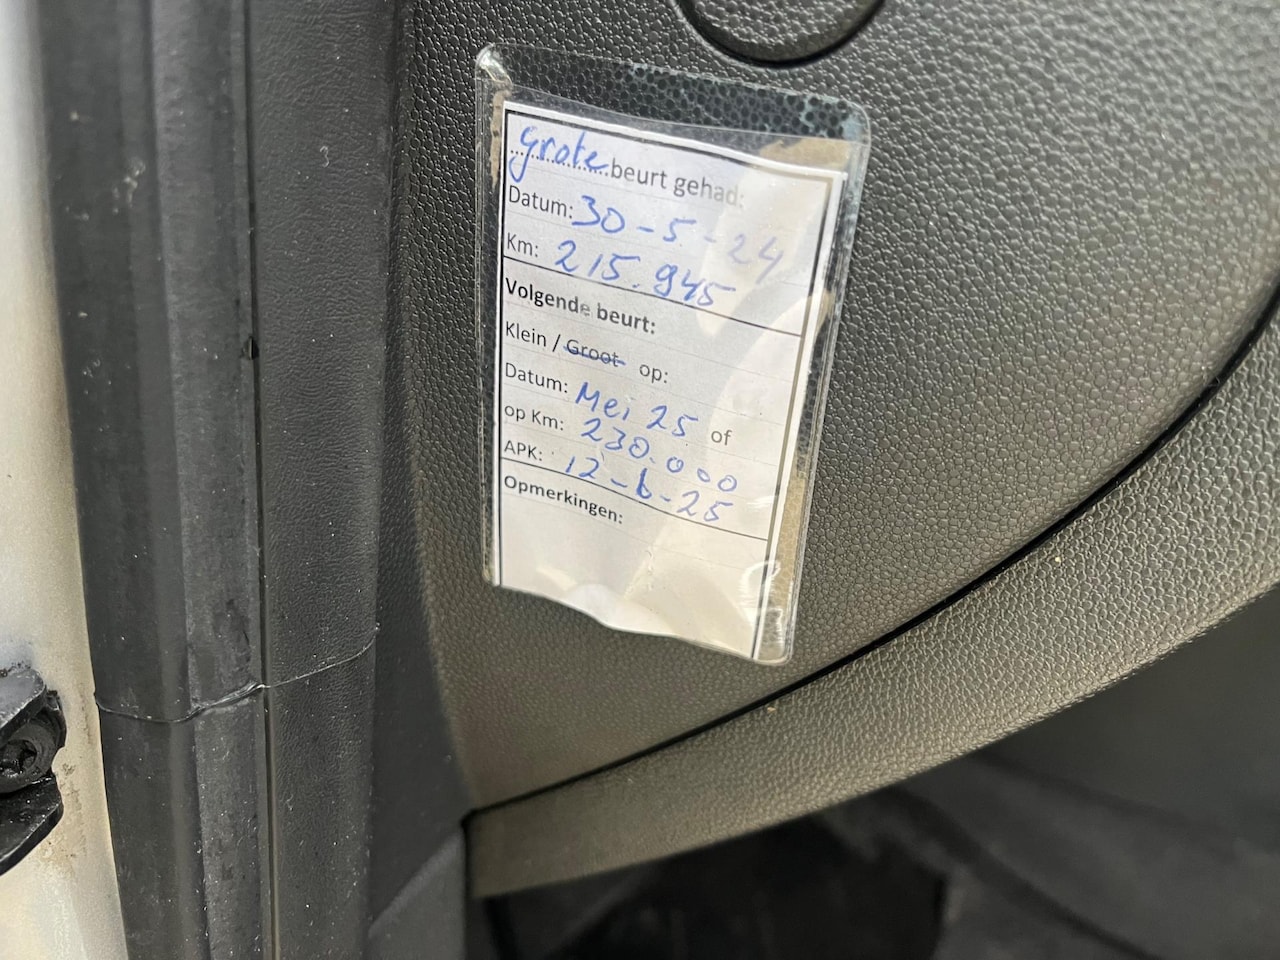 grote beurt gehad:
Datum: 30-5-24
Km: 215.945
Volgende beurt:
Klein / Groot op:
Datum: Mei 25 of
op Km: 230.000
APK: 12-6-25
Opmerkingen: